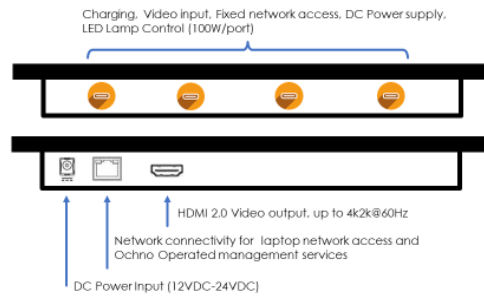 Charging, Video input, Fixed network access, DC Power supply,
LED Lamp Control (100W/port)
HDMI 2.0 Video output, up to 4k2k@60Hz
Network connectivity for laptop network access and
Ochno Operated management services
DC Power Input (12VDC-24VDC)